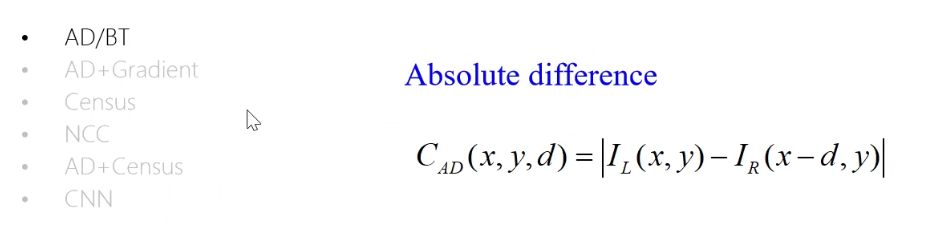 • AD/BT
• AD+Gradient
• Census
• NCC
• AD+Census
• CNN
Absolute difference
C_AD(x, y, d) = |I_L(x, y) − I_R(x − d, y)|